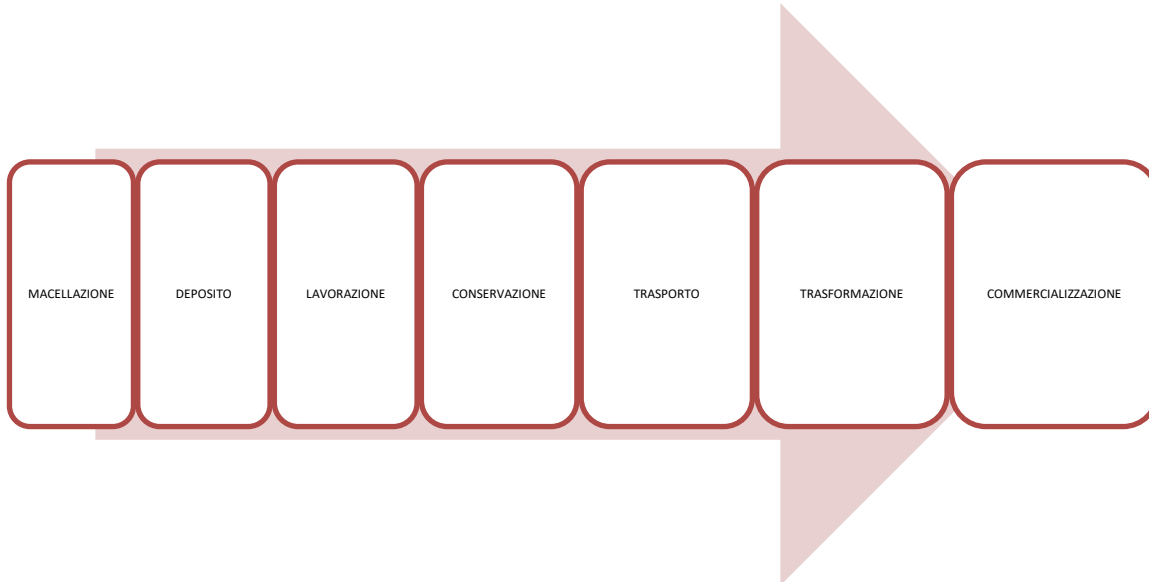 MACELLAZIONE
DEPOSITO
LAVORAZIONE
CONSERVAZIONE
TRASPORTO
TRASFORMAZIONE
COMMERCIALIZZAZIONE